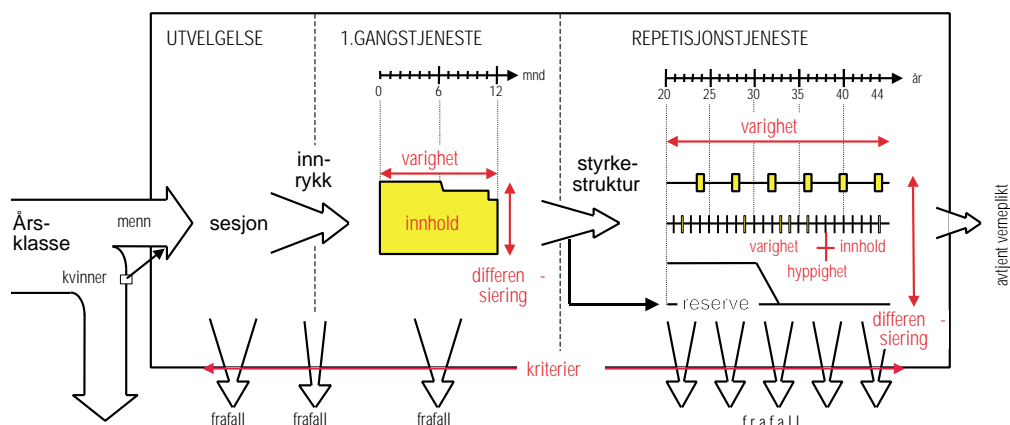 UTVELGELSE
1.GANGSTJENESTE
REPETISJONSTJENESTE
mnd
0 6 12
år
20 25 30 35 40 44
varighet
varighet
inn-
rykk
styrke-
struktur
Års-
klasse
menn
kvinner
sesjon
innhold
differen -
siering
varighet
innhold
hyppighet
reserve
differen -
siering
avtjent verneplikt
kriterier
frafall
frafall
frafall
frafall